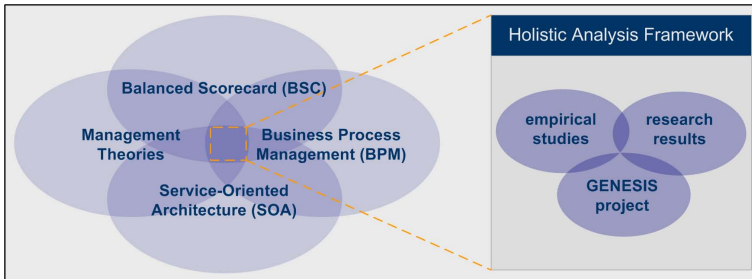 Balanced Scorecard (BSC)
Management
Theories
Business Process
Management (BPM)
Service-Oriented
Architecture (SOA)
Holistic Analysis Framework
empirical
studies
research
results
GENESIS
project